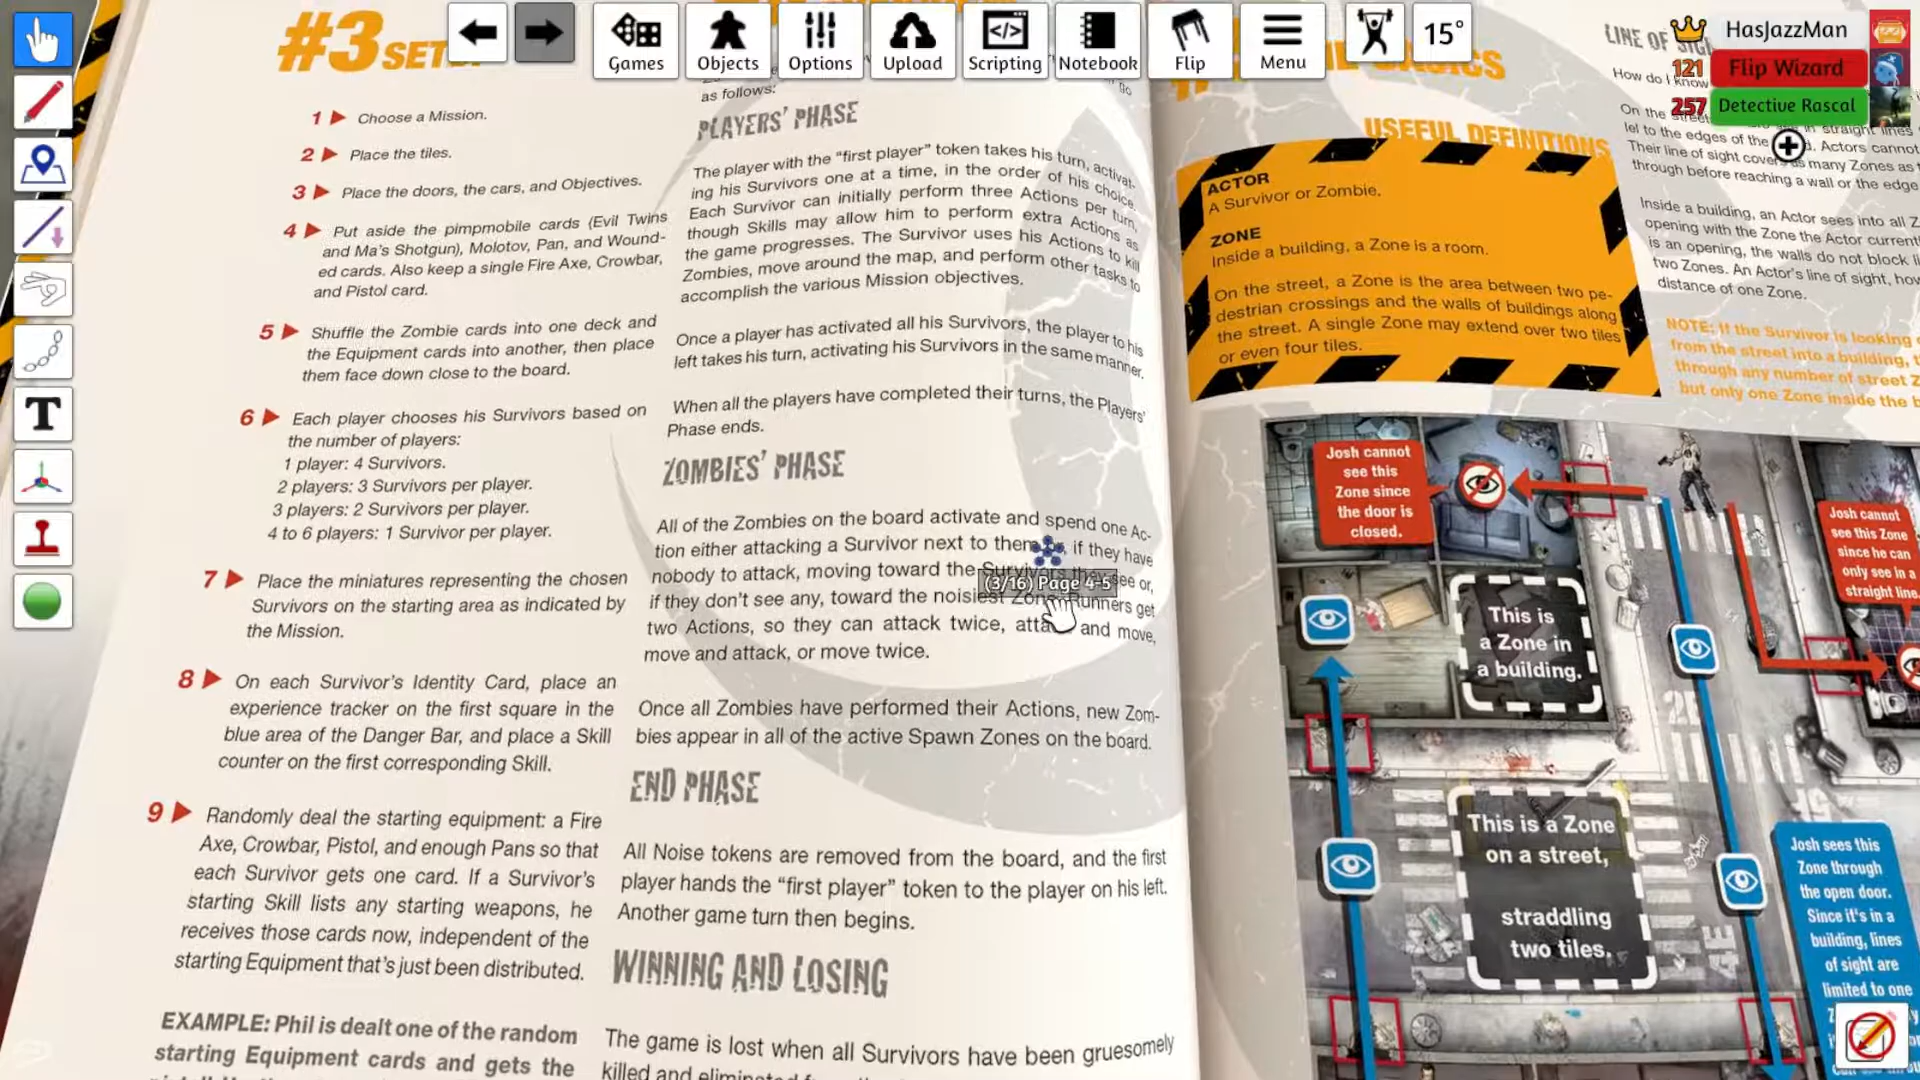 #3 SET
Games
Objects
Options
Upload
Scripting
Notebook
Flip
Menu
15°
HasJazzMan
121 Flip Wizard
257 Detective Rascal
1 Choose a Mission.
2 Place the tiles.
3 Place the doors, the cars, and Objectives.
4 Put aside the pimpmobile cards (Evil Twins
and Ma's Shotgun), Molotov, Pan, and Wound-
ed cards. Also keep a single Fire Axe, Crowbar,
and Pistol card.
5 Shuffle the Zombie cards into one deck and
the Equipment cards into another, then place
them face down close to the board.
6 Each player chooses his Survivors based on
the number of players:
1 player: 4 Survivors.
2 players: 3 Survivors per player.
3 players: 2 Survivors per player.
4 to 6 players: 1 Survivor per player.
7 Place the miniatures representing the chosen
Survivors on the starting area as indicated by
the Mission.
8 On each Survivor's Identity Card, place an
experience tracker on the first square in the
blue area of the Danger Bar, and place a Skill
counter on the first corresponding Skill.
9 Randomly deal the starting equipment: a Fire
Axe, Crowbar, Pistol, and enough Pans so that
each Survivor gets one card. If a Survivor's
starting Skill lists any starting weapons, he
receives those cards now, independent of the
starting Equipment that's just been distributed.
EXAMPLE: Phil is dealt one of the random
starting Equipment cards and gets the
as follows:
go
PLAYERS' PHASE
The player with the “first player” token takes his turn, activat-
ing his Survivors one at a time, in the order of his choice.
Each Survivor can initially perform three Actions per turn,
though Skills may allow him to perform extra Actions as
the game progresses. The Survivor uses his Actions to kill
Zombies, move around the map, and perform other tasks to
accomplish the various Mission objectives.
Once a player has activated all his Survivors, the player to his
left takes his turn, activating his Survivors in the same manner.
When all the players have completed their turns, the Players'
Phase ends.
ZOMBIES' PHASE
All of the Zombies on the board activate and spend one Ac-
tion either attacking a Survivor next to them if they have
nobody to attack, moving toward the Survivors they see or,
if they don't see any, toward the noisiest Zone. Runners get
two Actions, so they can attack twice, attack and move,
move and attack, or move twice.
(3/16) Page 4-5
Once all Zombies have performed their Actions, new Zom-
bies appear in all of the active Spawn Zones on the board.
END PHASE
All Noise tokens are removed from the board, and the first
player hands the “first player” token to the player on his left.
Another game turn then begins.
WINNING AND LOSING
The game is lost when all Survivors have been gruesomely
killed and eliminated
BASICS
USEFUL DEFINITIONS
ACTOR
A Survivor or Zombie.
ZONE
Inside a building, a Zone is a room.
On the street, a Zone is the area between two pe-
destrian crossings and the walls of buildings along
the street. A single Zone may extend over two tiles
or even four tiles.
LINE OF SIG
How do I know
On the street in straight lines
lel to the edges of the Actors cannot
Their line of sight covers as many Zones as
through before reaching a wall or the edge
Inside a building, an Actor sees into all Z
opening with the Zone the Actor current
is an opening, the walls do not block li
two Zones. An Actor's line of sight, how
distance of one Zone.
NOTE: If the Survivor is looking
from the street into a building, t
through any number of street Z
but only one Zone inside the b
Josh cannot
see this
Zone since
the door is
closed.
Josh cannot
see this Zone
since he can
only see in a
straight line.
This is
a Zone in
a building.
This is a Zone
on a street,
straddling
two tiles.
Josh sees this
Zone through
the open door.
Since it's in a
building, lines
of sight are
limited to one